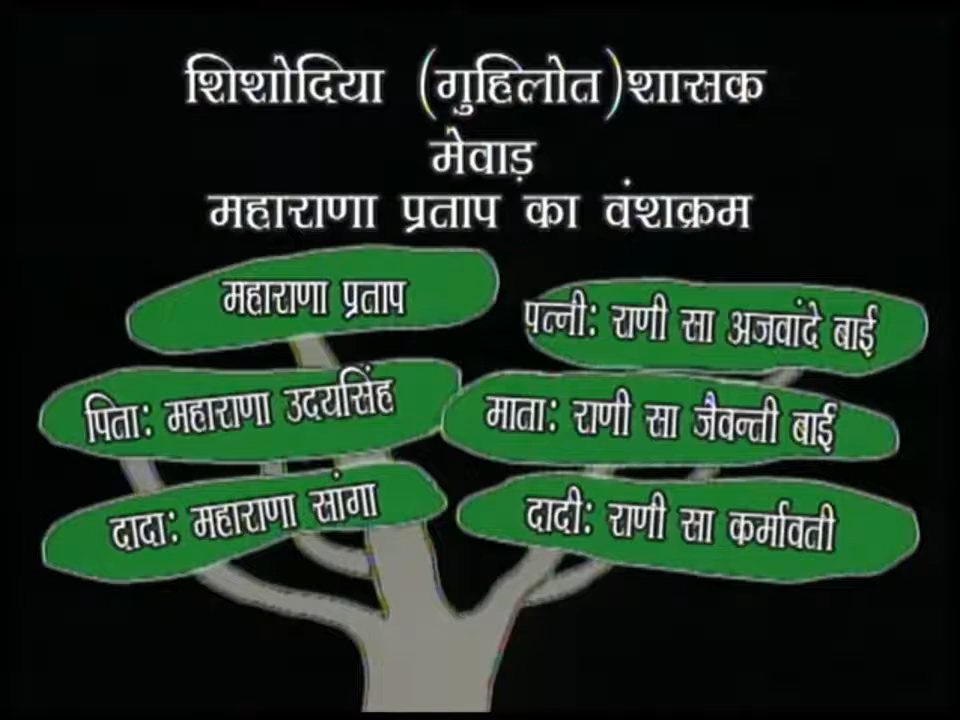 शिशोदिया (गुहिलोत)शासक
मेवाड़
महाराणा प्रताप का वंशक्रम
महाराणा प्रताप
पत्नी: राणी सा अजवांदे बाई
पिता: महाराणा उदयसिंह
माता: राणी सा जैवन्ती बाई
दादा: महाराणा सांगा
दादी: राणी सा कर्मावती